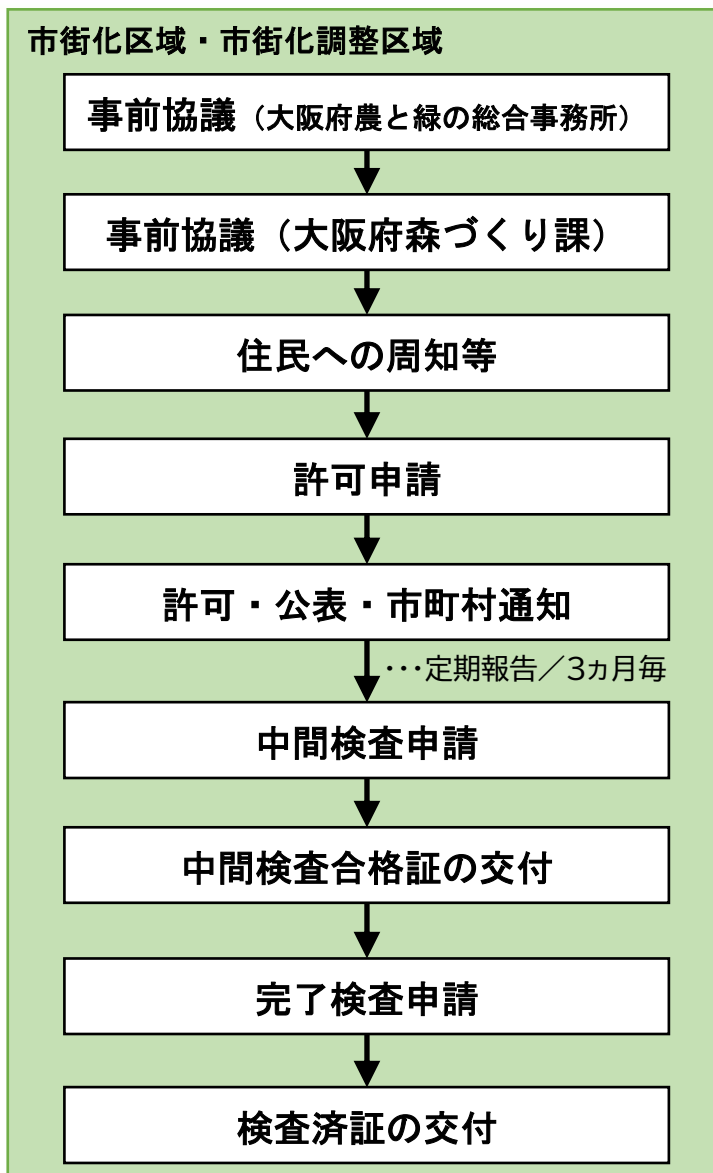 市街化区域・市街化調整区域
事前協議（大阪府農と緑の総合事務所）
事前協議（大阪府森づくり課）
住民への周知等
許可申請
許可・公表・市町村通知
･･･定期報告／3ヵ月毎
中間検査申請
中間検査合格証の交付
完了検査申請
検査済証の交付